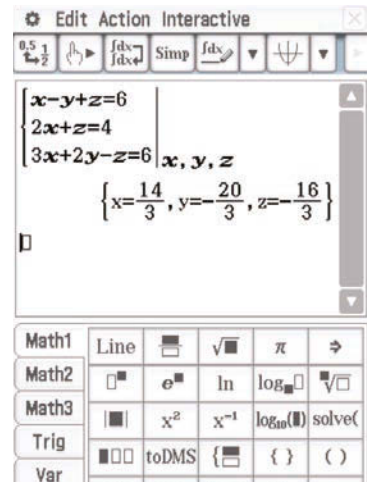 Edit Action Interactive
0.5 1 2 ∫dx ∫dx Simp ∫dx
x-y+z=6
2x+z=4
3x+2y-z=6 x, y, z
{x=14/3, y=-20/3, z=-16/3}
Math1 Line √■ π ⇒
Math2 □^■ e^■ ln log■□ ■√□
Math3 |■| x² x⁻¹ log₁₀(■) solve(
Trig ■□□ toDMS { { } ( )
Var